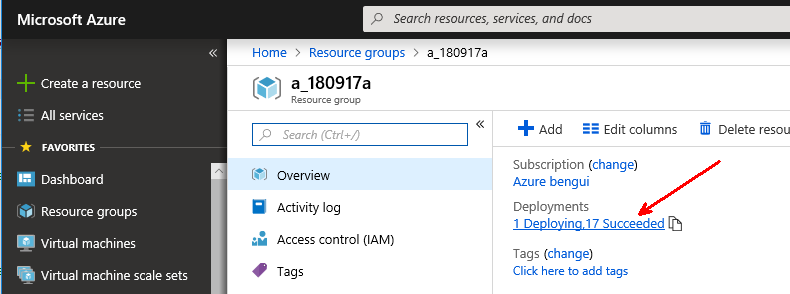 Microsoft Azure
Search resources, services, and docs
«
Create a resource
All services
FAVORITES
Dashboard
Resource groups
Virtual machines
Virtual machine scale sets
Home > Resource groups > a_180917a
a_180917a
Resource group
Search (Ctrl+/)
«
Overview
Activity log
Access control (IAM)
Tags
Add
Edit columns
Delete resou
Subscription (change)
Azure bengui
Deployments
1 Deploying,17 Succeeded
Tags (change)
Click here to add tags